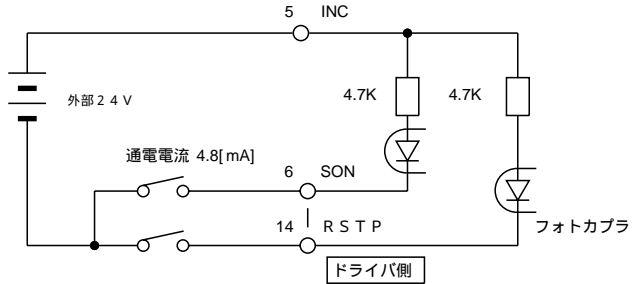 5 INC
外部24V
4.7K 4.7K
通電電流 4.8[mA]
6 SON
14 RSTP
フォトカプラ
ドライバ側